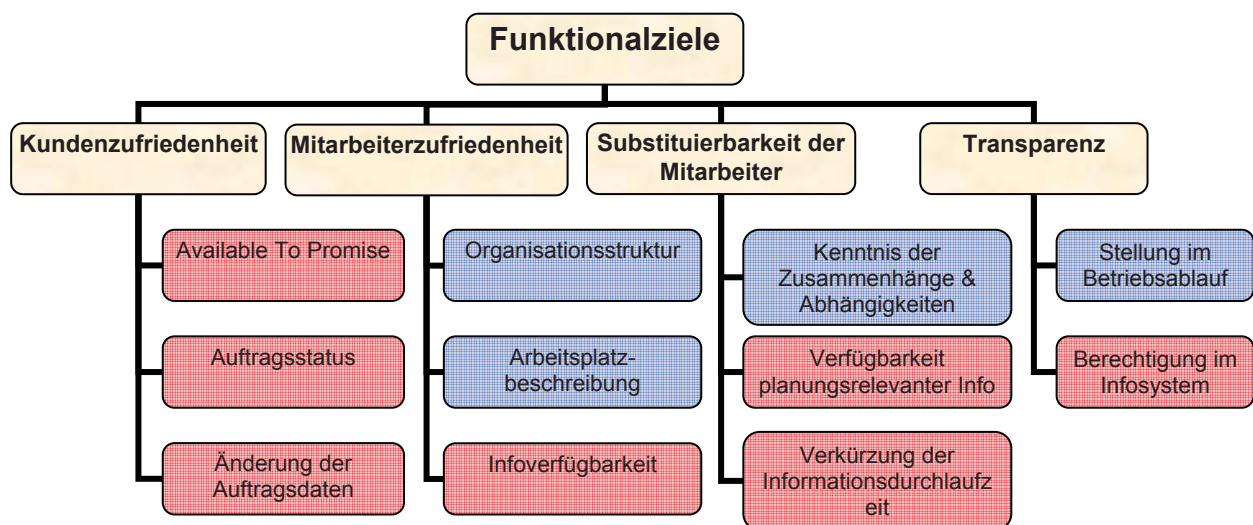 Funktionalziele
Kundenzufriedenheit
Mitarbeiterzufriedenheit
Substituierbarkeit der
Mitarbeiter
Transparenz
Available To Promise
Auftragsstatus
Änderung der
Auftragsdaten
Organisationsstruktur
Arbeitsplatz-
beschreibung
Infoverfügbarkeit
Kenntnis der
Zusammenhänge &
Abhängigkeiten
Verfügbarkeit
planungsrelevanter Info
Verkürzung der
Informationsdurchlaufz
eit
Stellung im
Betriebsablauf
Berechtigung im
Infosystem